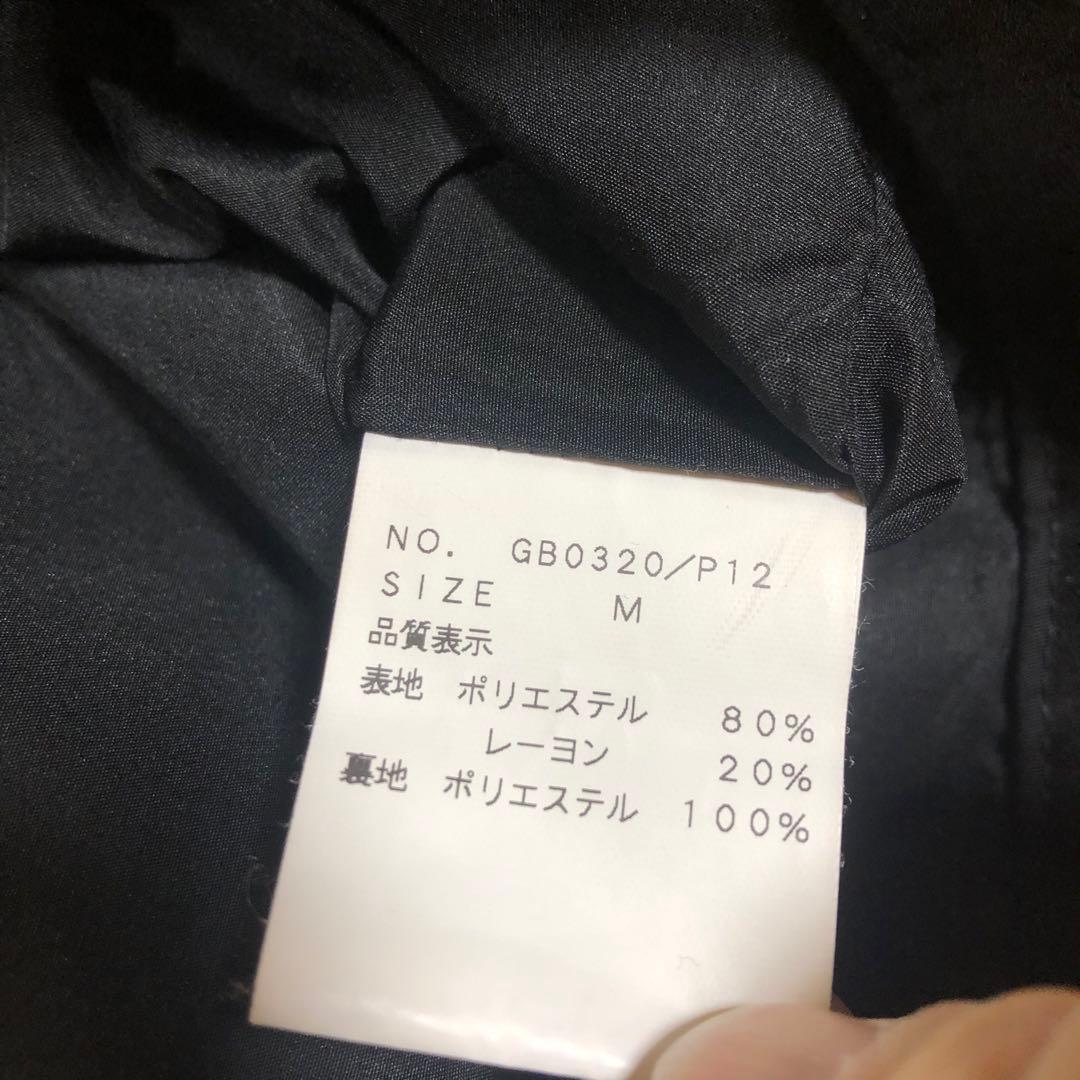 NO. GB0320/P12
SIZE M
品質表示
表地 ポリエステル 80%
レーヨン 20%
裏地 ポリエステル 100%